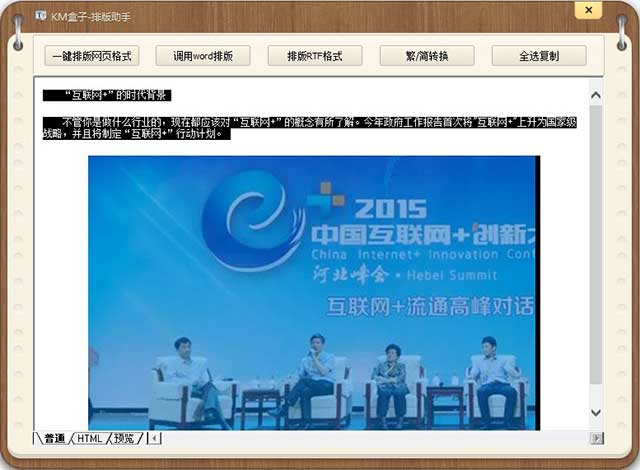 KM盒子-排版助手
一键排版网页格式 调用word排版 排版RTF格式 繁/简转换 全选复制
“互联网+”的时代背景
不管你是做什么行业的，现在都应该对“互联网+”的概念有所了解。今年政府工作报告首次将"互联网+"上升为国家级
战略，并且将制定“互联网+”行动计划。
2015
中国互联网+创新大
China Internet+ Innovation Conf
河北峰会·Hebei Summit
互联网+流通高峰对话
普通 HTML 预览